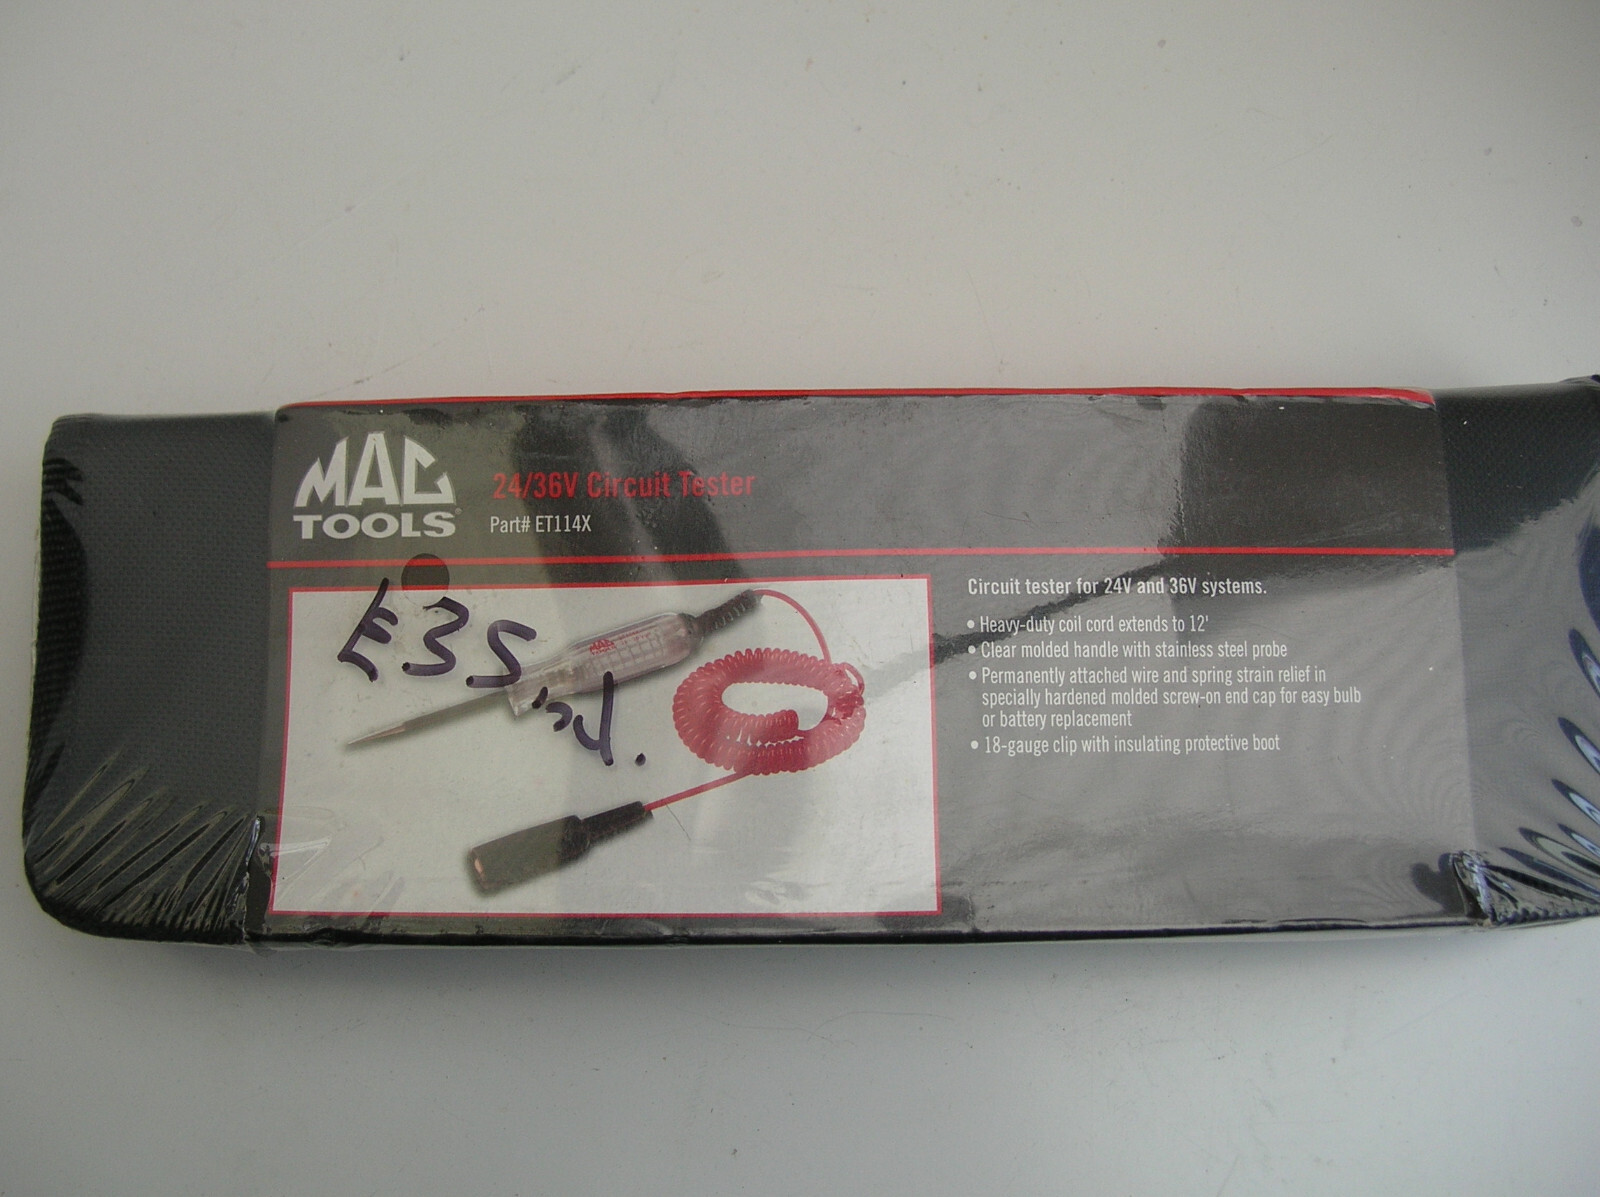 MAC
TOOLS
24/36V Circuit Tester
Part# ET114X
E35
MAC
Circuit tester for 24V and 36V systems.
• Heavy-duty coil cord extends to 12'
• Clear molded handle with stainless steel probe
• Permanently attached wire and spring strain relief in
specially hardened molded screw-on end cap for easy bulb
or battery replacement
• 18-gauge clip with insulating protective boot